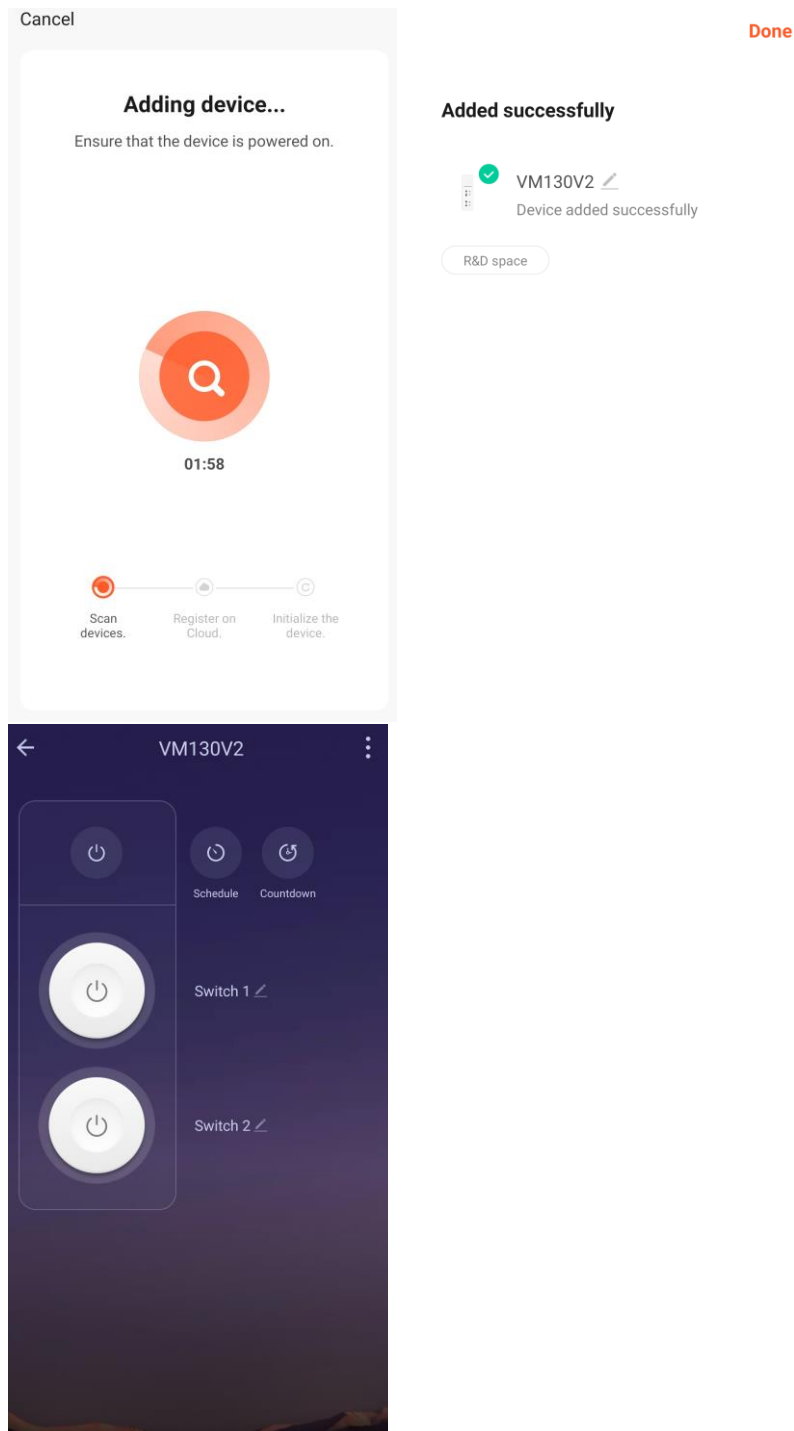 Cancel
Adding device...
Ensure that the device is powered on.
01:58
Scan
devices.
Register on
Cloud.
Initialize the
device.
Done
Added successfully
VM130V2
Device added successfully
R&D space
VM130V2
Schedule
Countdown
Switch 1
Switch 2